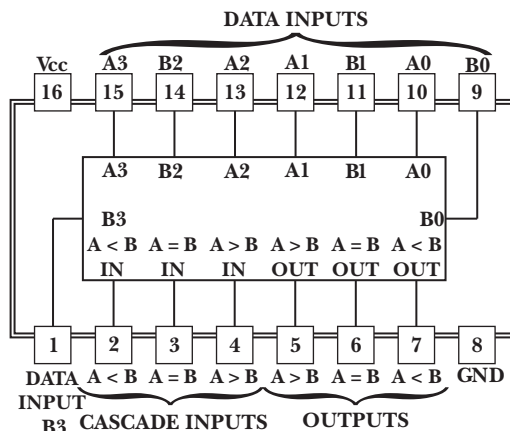 DATA INPUTS
Vcc A3 B2 A2 A1 B1 A0 B0
16 15 14 13 12 11 10 9
A3 B2 A2 A1 B1 A0
B3 B0
A < B A = B A > B A > B A = B A < B
IN IN IN OUT OUT OUT
1 2 3 4 5 6 7 8
DATA A < B A = B A > B A > B A = B A < B GND
INPUT
B3 CASCADE INPUTS OUTPUTS